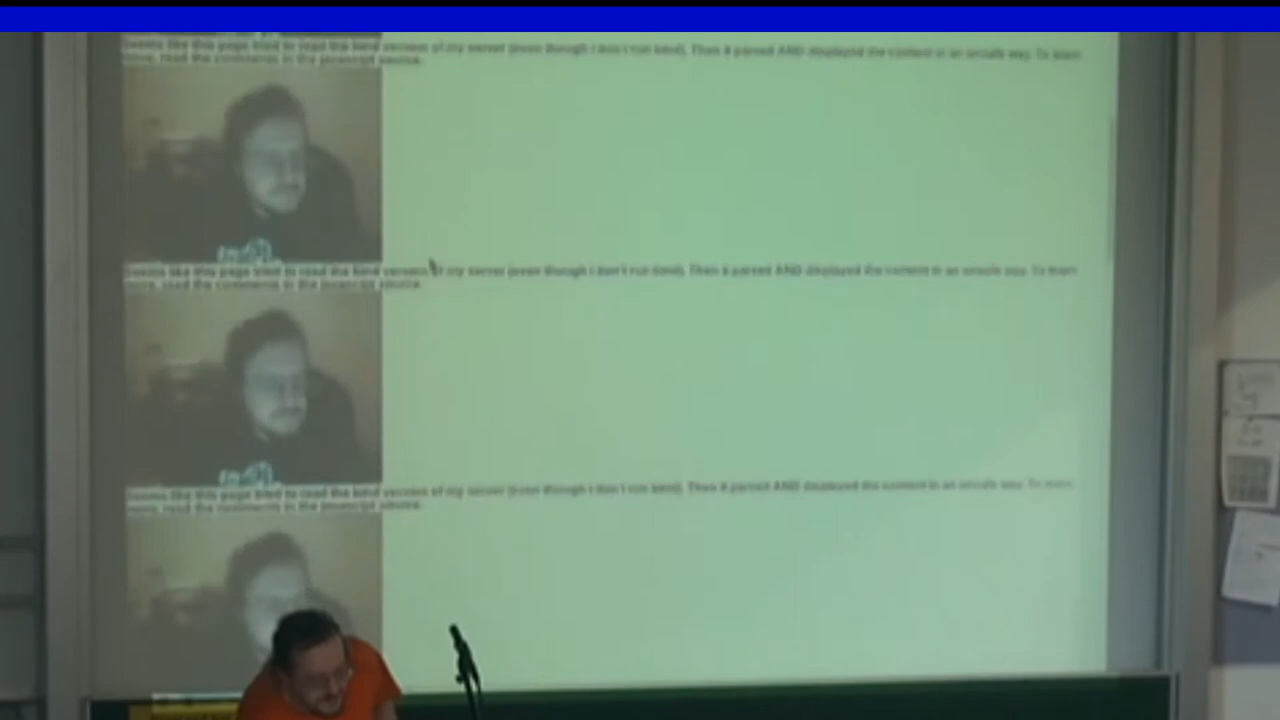 Seems like this page tried to read the bind version of my server (even though I don't run bind). Then it parsed AND displayed the content in an unsafe way. To learn
more, read the comments in the javascript source.
Seems like this page tried to read the bind version of my server (even though I don't run bind). Then it parsed AND displayed the content in an unsafe way. To learn
more, read the comments in the javascript source.
Seems like this page tried to read the bind version of my server (even though I don't run bind). Then it parsed AND displayed the content in an unsafe way. To learn
more, read the comments in the javascript source.